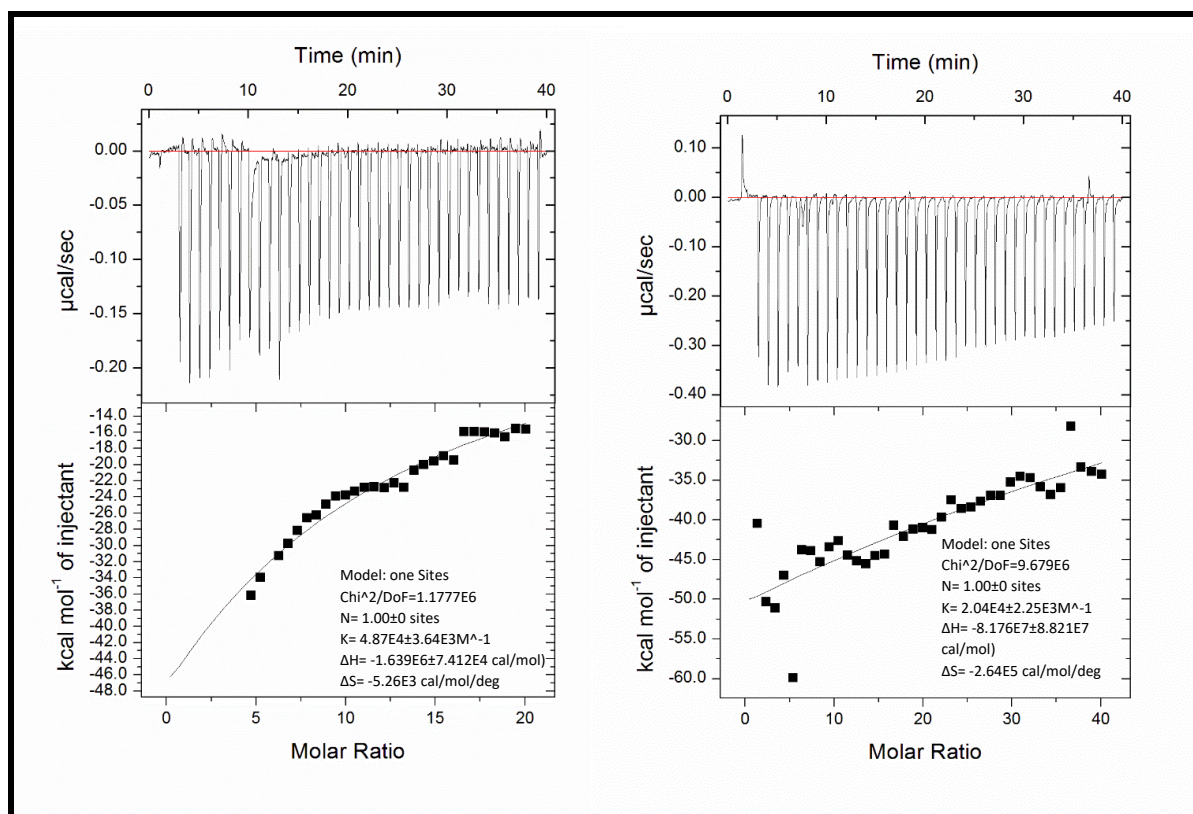 Time (min)
0 10 20 30 40
0.00
-0.05
-0.10
-0.15
-0.20
µcal/sec
-14.0
-16.0
-18.0
-20.0
-22.0
-24.0
-26.0
-28.0
-30.0
-32.0
-34.0
-36.0
-38.0
-40.0
-42.0
-44.0
-46.0
-48.0
kcal mol⁻¹ of injectant
Model: one Sites
Chi^2/DoF=1.1777E6
N= 1.00±0 sites
K= 4.87E4±3.64E3M^-1
ΔH= -1.639E6±7.412E4 cal/mol)
ΔS= -5.26E3 cal/mol/deg
0 5 10 15 20
Molar Ratio
Time (min)
0 10 20 30 40
0.10
0.00
-0.10
-0.20
-0.30
-0.40
µcal/sec
-30.0
-35.0
-40.0
-45.0
-50.0
-55.0
-60.0
kcal mol⁻¹ of injectant
Model: one Sites
Chi^2/DoF=9.679E6
N= 1.00±0 sites
K= 2.04E4±2.25E3M^-1
ΔH= -8.176E7±8.821E7
cal/mol)
ΔS= -2.64E5 cal/mol/deg
0 10 20 30 40
Molar Ratio